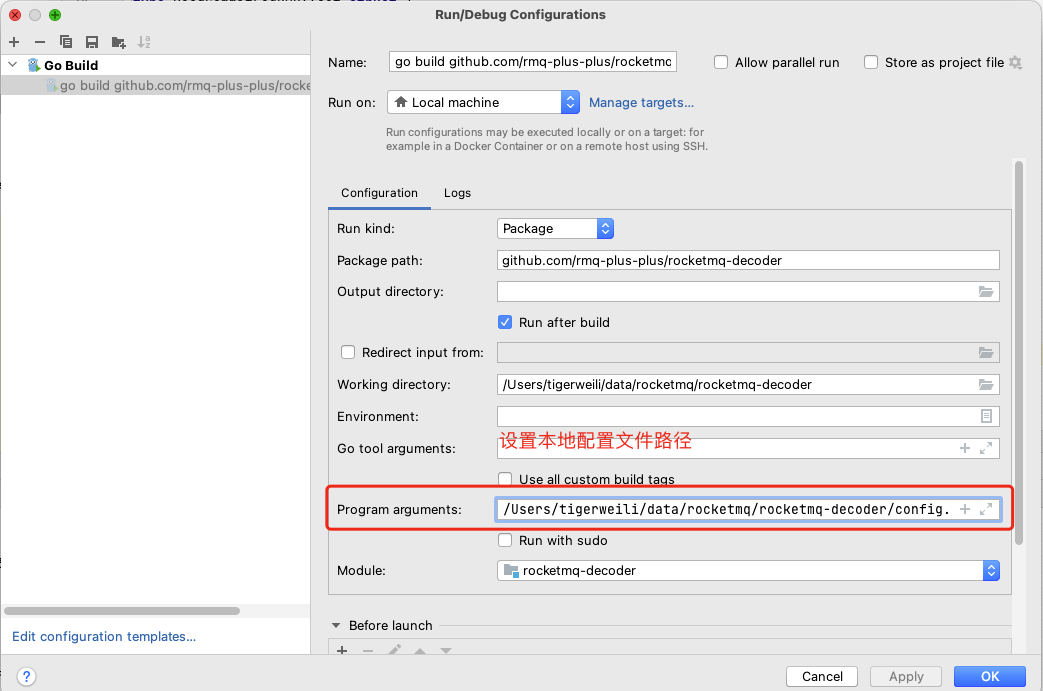 Run/Debug Configurations
Go Build
go build github.com/rmq-plus-plus/rocke
Name:
go build github.com/rmq-plus-plus/rocketmq
Allow parallel run
Store as project file
Run on:
Local machine
Manage targets...
Run configurations may be executed locally or on a target: for
example in a Docker Container or on a remote host using SSH.
Configuration
Logs
Run kind:
Package
Package path:
github.com/rmq-plus-plus/rocketmq-decoder
Output directory:
Run after build
Redirect input from:
Working directory:
/Users/tigerweili/data/rocketmq/rocketmq-decoder
Environment:
设置本地配置文件路径
Go tool arguments:
Use all custom build tags
Program arguments:
/Users/tigerweili/data/rocketmq/rocketmq-decoder/config.
Run with sudo
Module:
rocketmq-decoder
Before launch
Edit configuration templates...
?
Cancel
Apply
OK